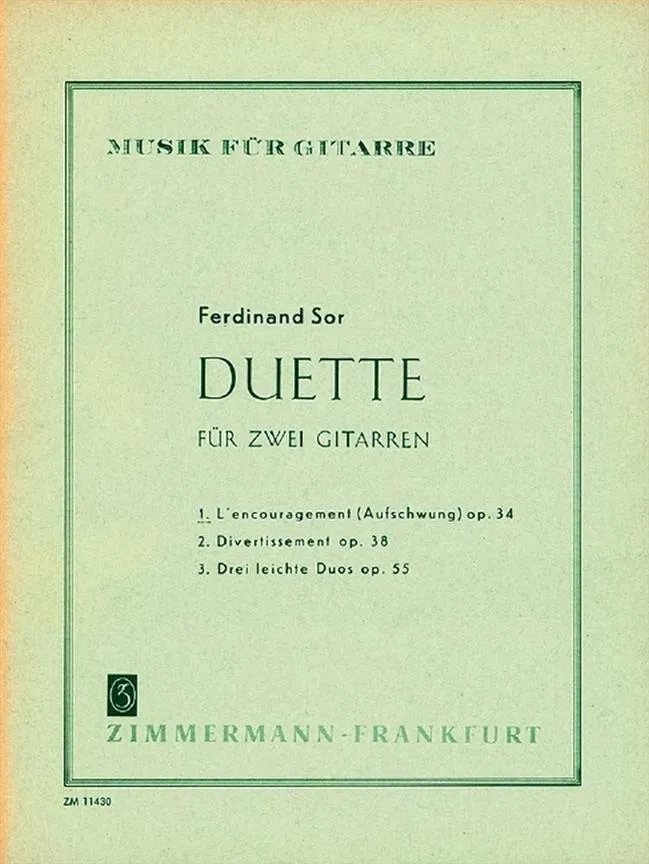 MUSIK FÜR GITARRE
Ferdinand Sor
DUETTE
FÜR ZWEI GITARREN
1. L'encouragement (Aufschwung) op. 34
2. Divertissement op. 38
3. Drei leichte Duos op. 55
Z
ZIMMERMANN-FRANKFURT
ZM 11430